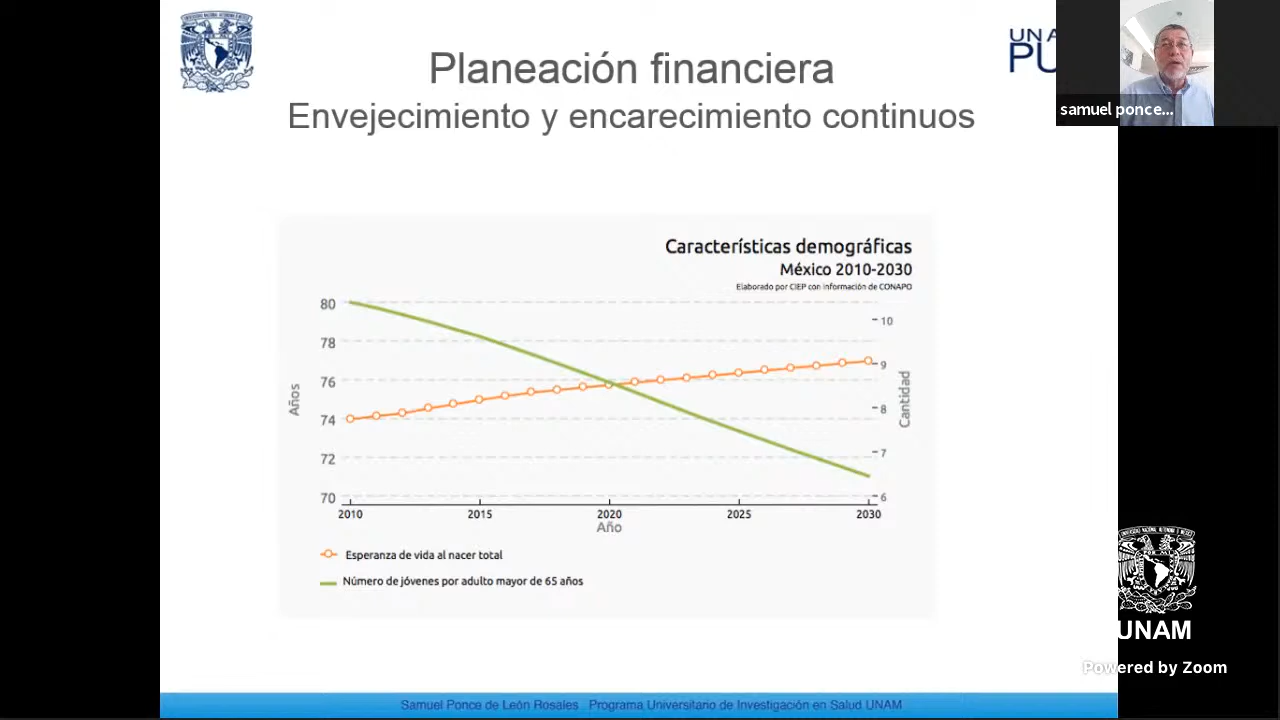 Planeación financiera
Envejecimiento y encarecimiento continuos
UNA
PU
samuel ponce...
Características demográficas
México 2010-2030
Elaborado por CIEP con información de CONAPO
80
78
76
74
72
70
Años
10
9
8
7
6
Cantidad
2010
2015
2020
2025
2030
Año
Esperanza de vida al nacer total
Número de jóvenes por adulto mayor de 65 años
UNAM
Powered by Zoom
Samuel Ponce de León Rosales . Programa Universitario de Investigación en Salud UNAM